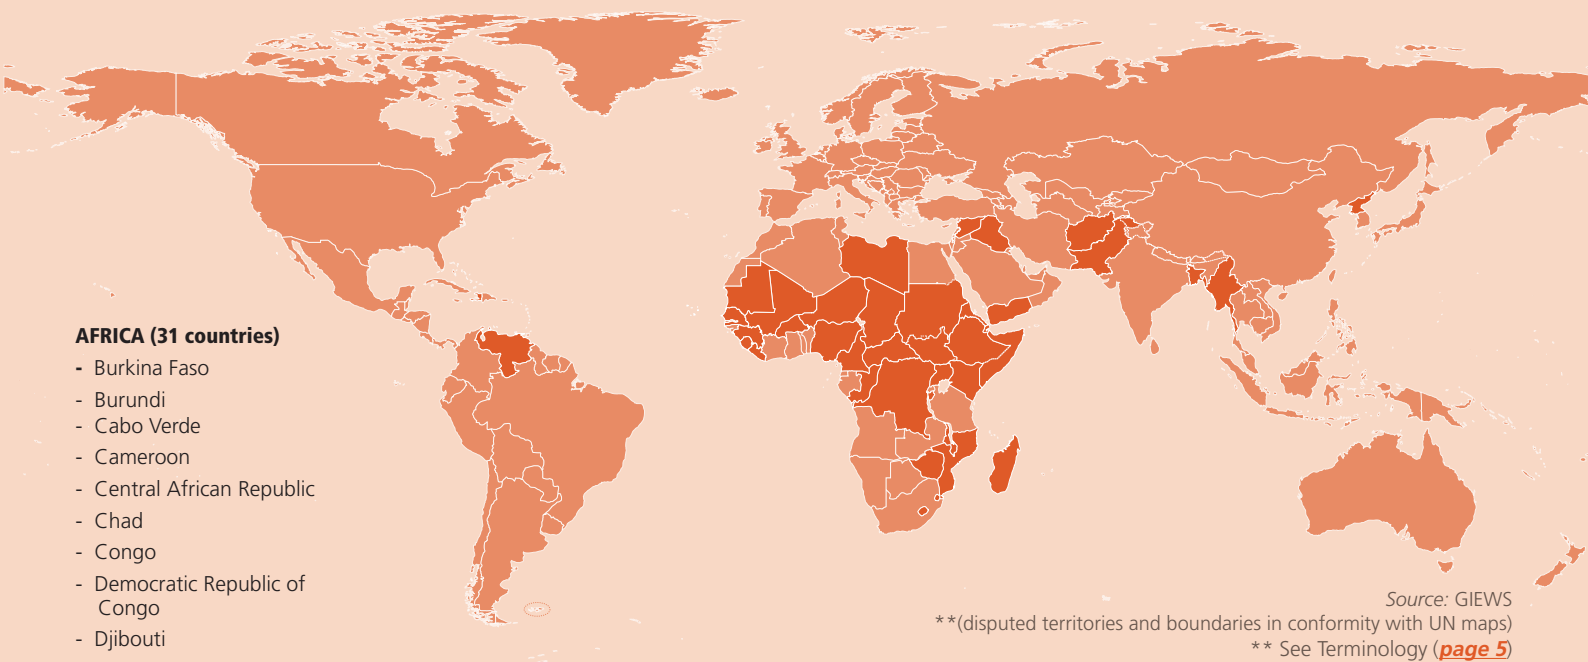 AFRICA (31 countries)
- Burkina Faso
- Burundi
- Cabo Verde
- Cameroon
- Central African Republic
- Chad
- Congo
- Democratic Republic of
Congo
- Djibouti
Source: GIEWS
**(disputed territories and boundaries in conformity with UN maps)
** See Terminology (page 5)